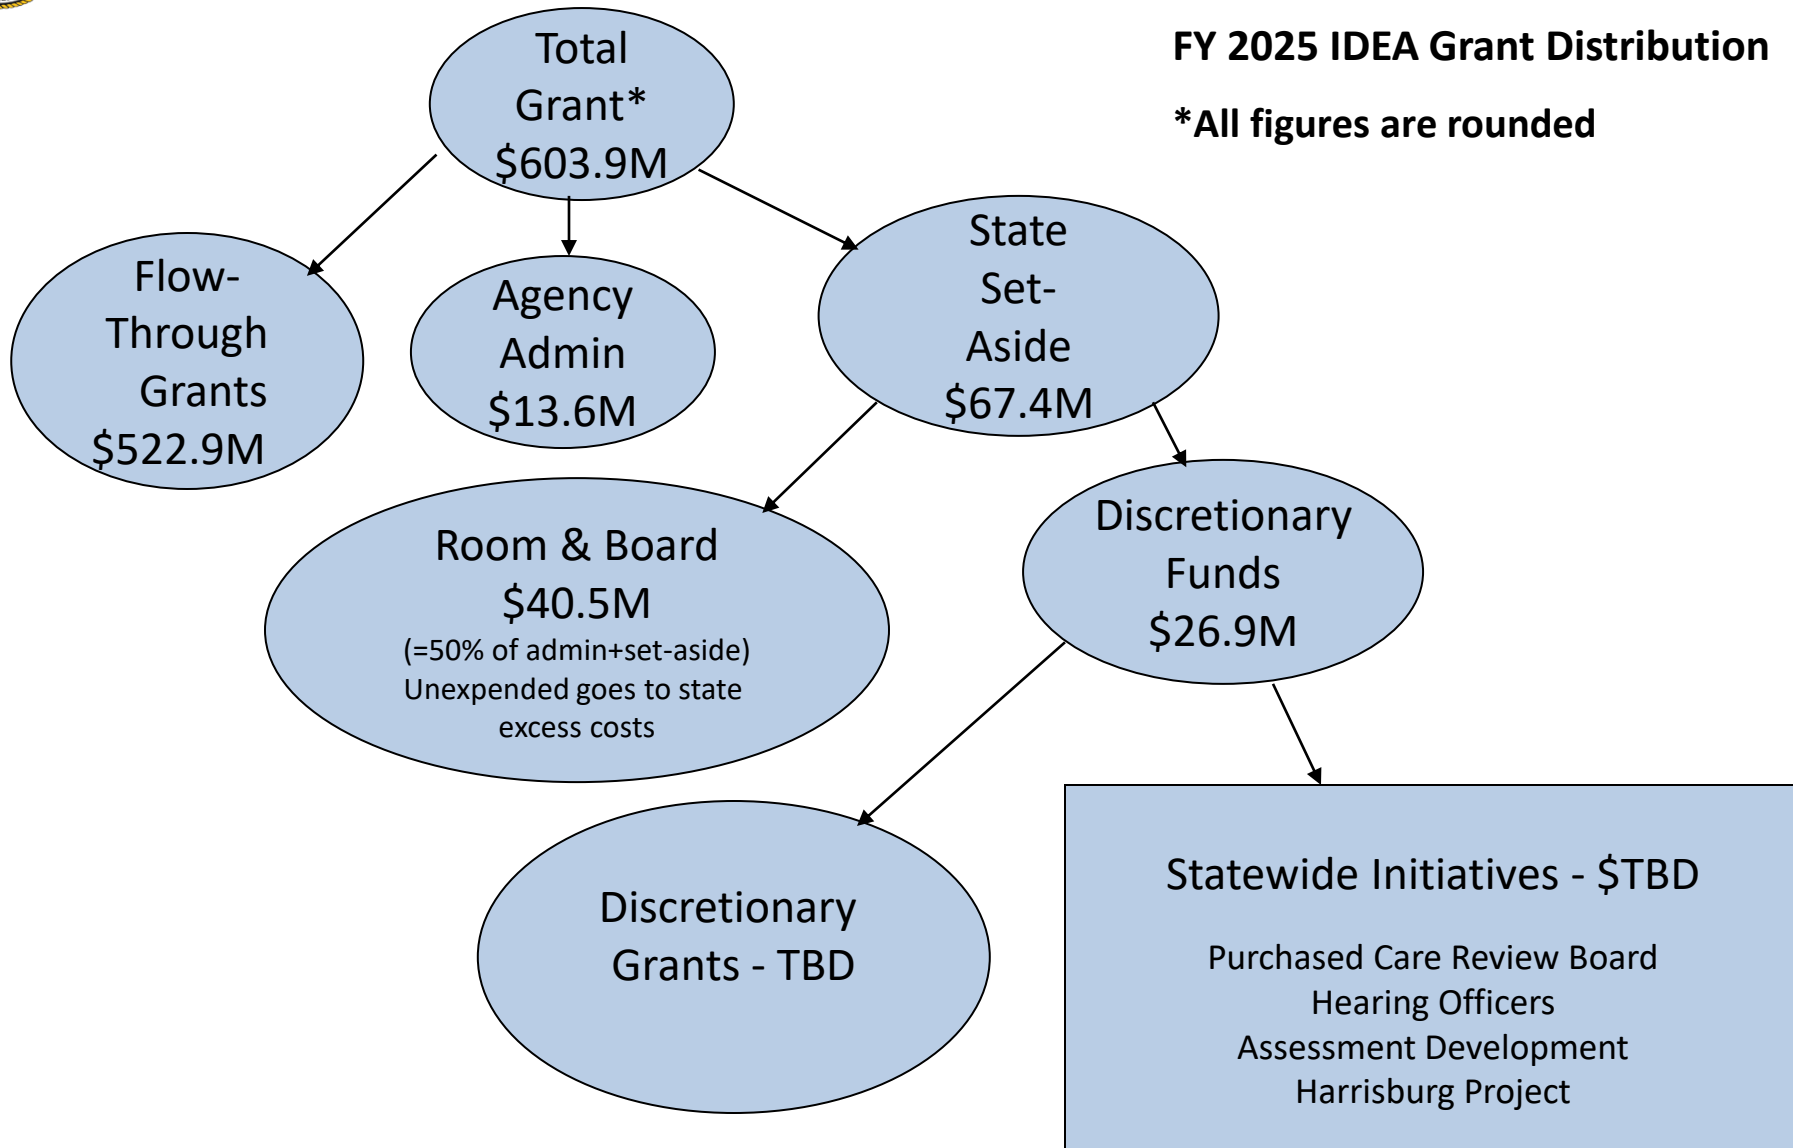 FY 2025 IDEA Grant Distribution
*All figures are rounded
Total
Grant*
$603.9M
Flow-
Through
Grants
$522.9M
Agency
Admin
$13.6M
State
Set-
Aside
$67.4M
Room & Board
$40.5M
(=50% of admin+set-aside)
Unexpended goes to state
excess costs
Discretionary
Funds
$26.9M
Discretionary
Grants - TBD
Statewide Initiatives - $TBD
Purchased Care Review Board
Hearing Officers
Assessment Development
Harrisburg Project